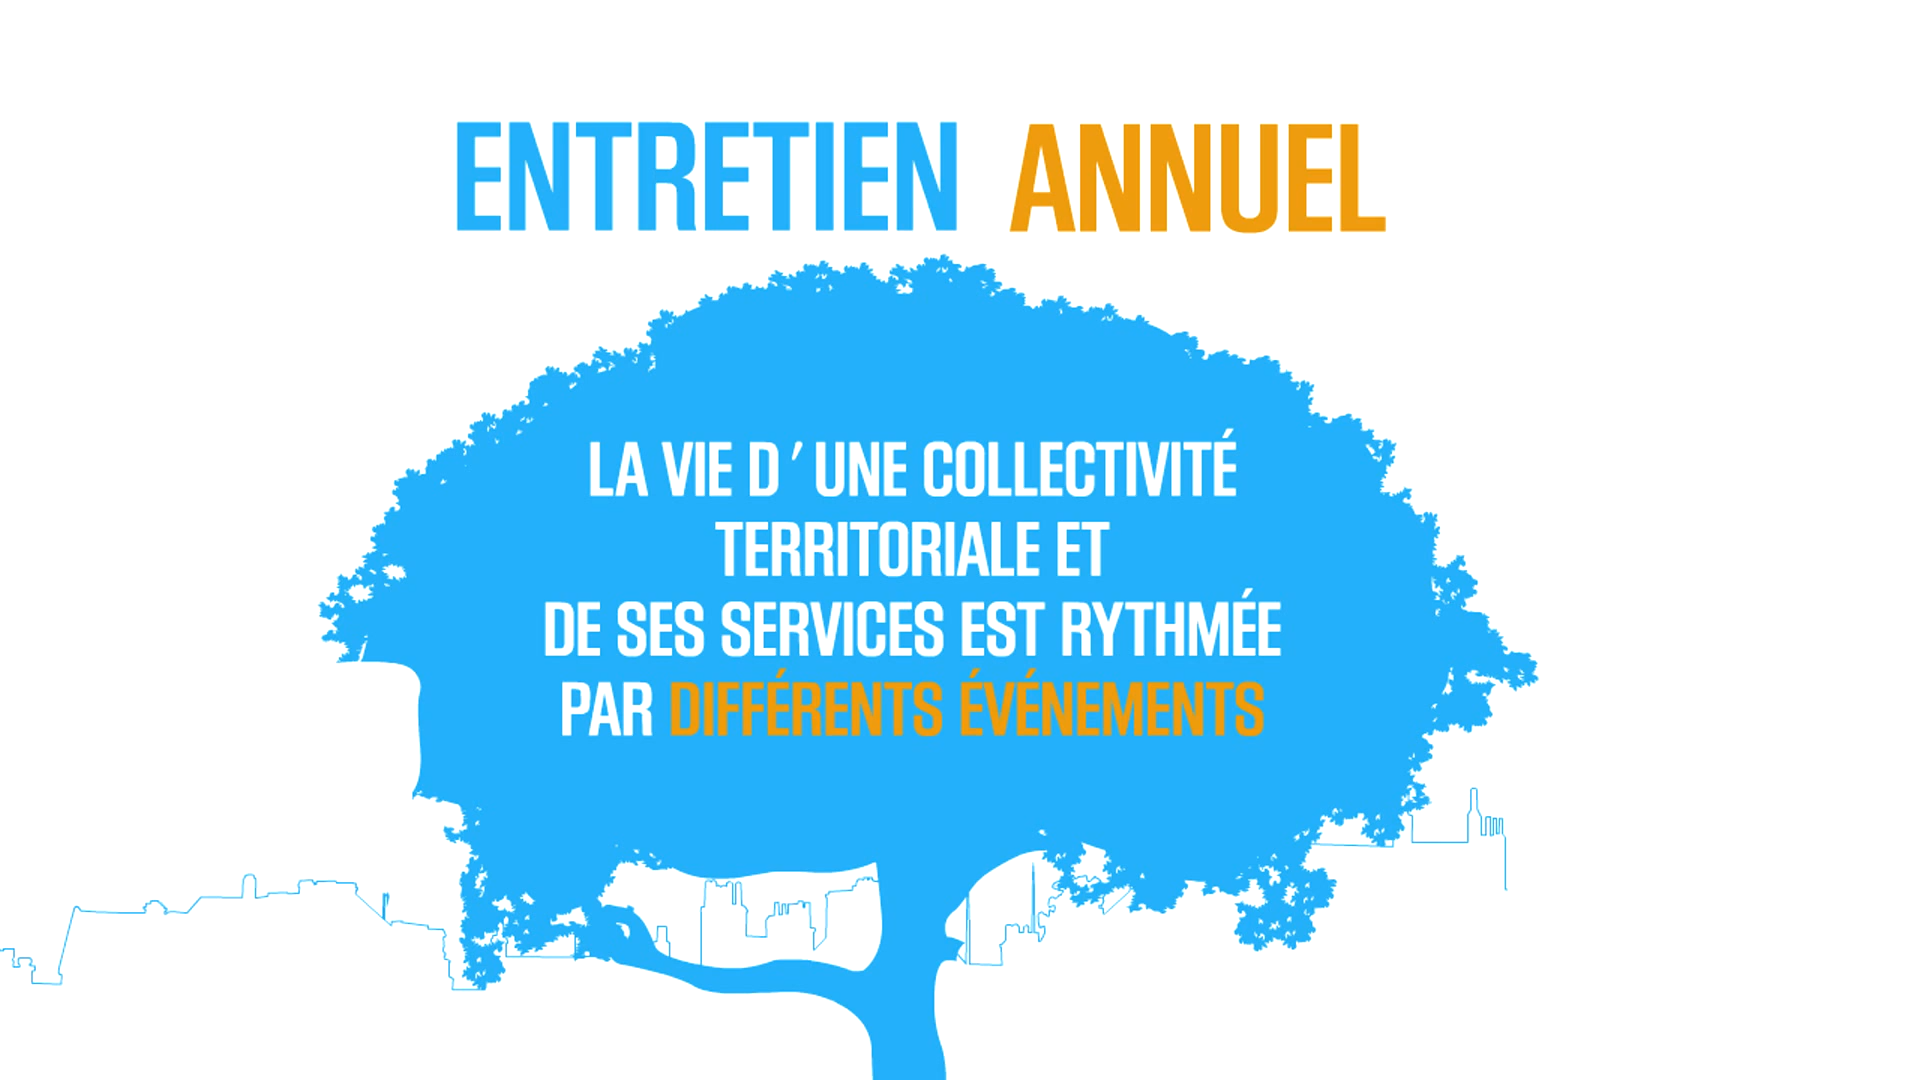 ENTRETIEN ANNUEL
LA VIE D'UNE COLLECTIVITÉ
TERRITORIALE ET
DE SES SERVICES EST RYTHMÉE
PAR DIFFÉRENTS ÉVÉNEMENTS